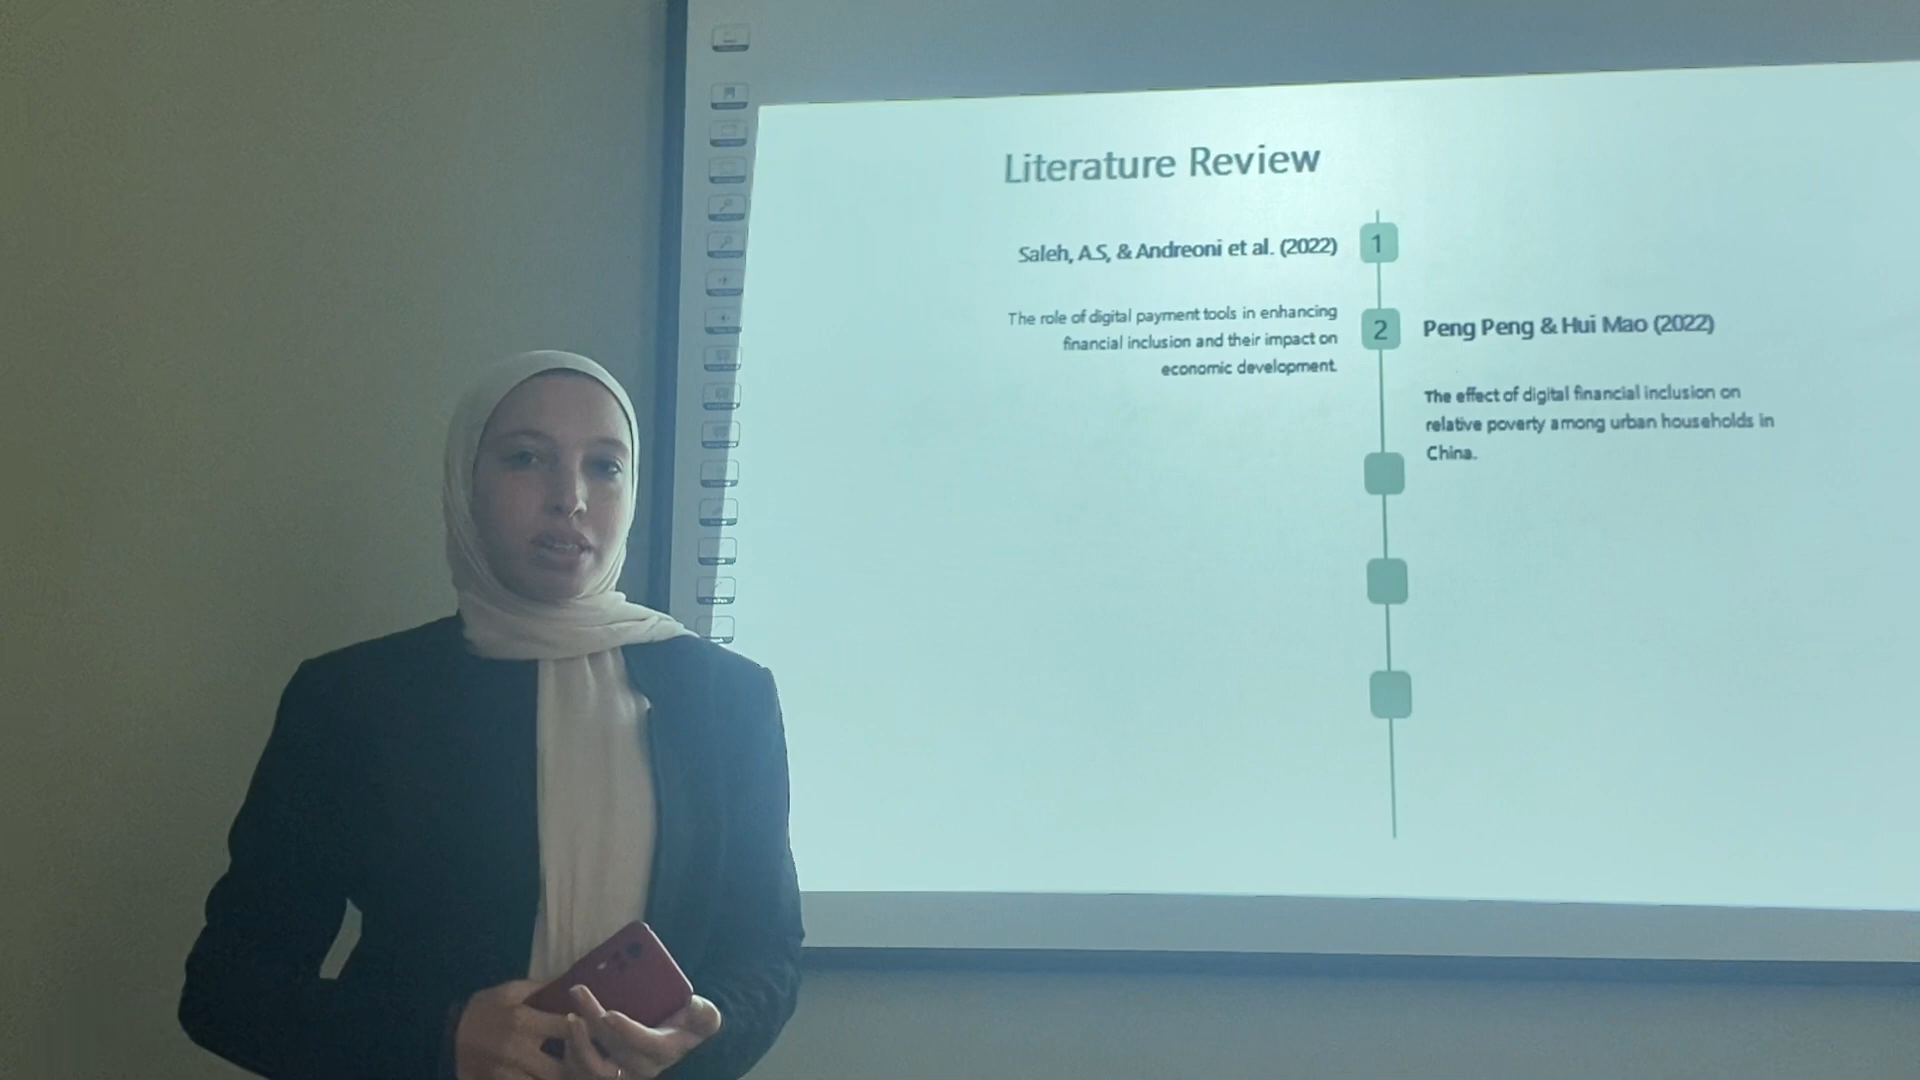 Literature Review
Saleh, A.S, & Andreoni et al. (2022)
1
The role of digital payment tools in enhancing
financial inclusion and their impact on
economic development.
2
Peng Peng & Hui Mao (2022)
The effect of digital financial inclusion on
relative poverty among urban households in
China.